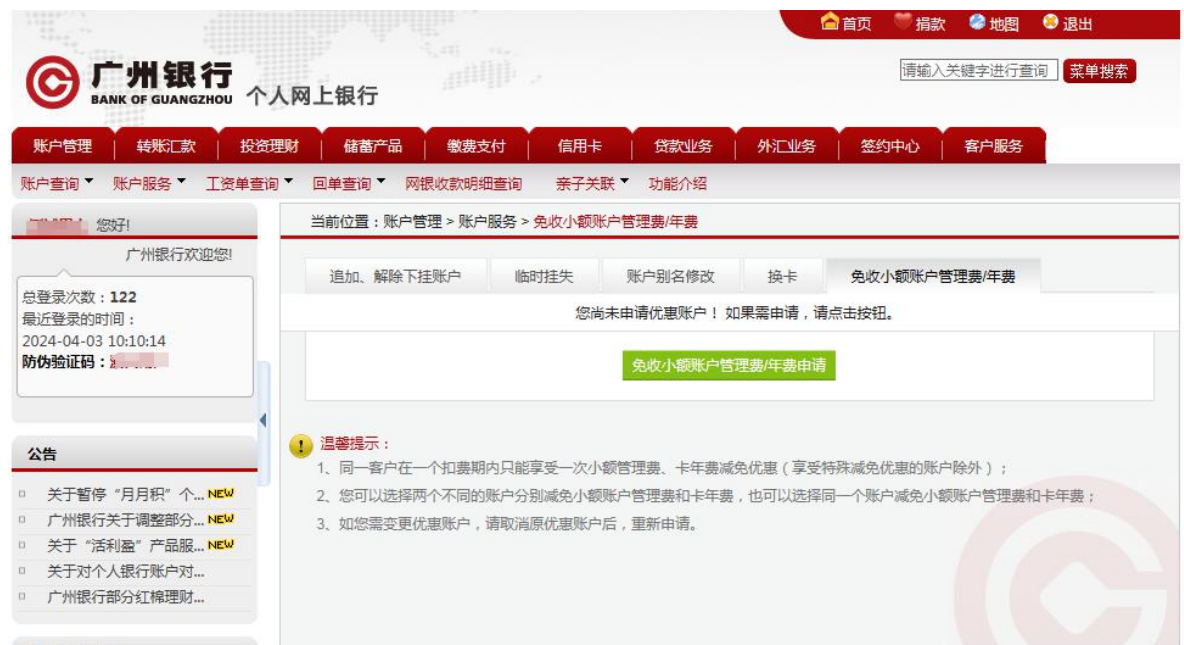 首页 捐款 地图 退出
广州银行
BANK OF GUANGZHOU
个人网上银行
请输入关键字进行查询 菜单搜索
账户管理 转账汇款 投资理财 储蓄产品 缴费支付 信用卡 贷款业务 外汇业务 签约中心 客户服务
账户查询 账户服务 工资单查询 回单查询 网银收款明细查询 亲子关联 功能介绍
您好!
广州银行欢迎您!
总登录次数：122
最近登录的时间：
2024-04-03 10:10:14
防伪验证码：
公告
关于暂停“月月积”个... NEW
广州银行关于调整部分... NEW
关于“活利盈”产品服... NEW
关于对个人银行账户对...
广州银行部分红棉理财...
当前位置：账户管理 > 账户服务 > 免收小额账户管理费/年费
追加、解除下挂账户 临时挂失 账户别名修改 换卡 免收小额账户管理费/年费
您尚未申请优惠账户！如果需申请，请点击按钮。
免收小额账户管理费/年费申请
温馨提示：
1、同一客户在一个扣费期内只能享受一次小额管理费、卡年费减免优惠（享受特殊减免优惠的账户除外）；
2、您可以选择两个不同的账户分别减免小额账户管理费和卡年费，也可以选择同一个账户减免小额账户管理费和卡年费；
3、如您需变更优惠账户，请取消原优惠账户后，重新申请。